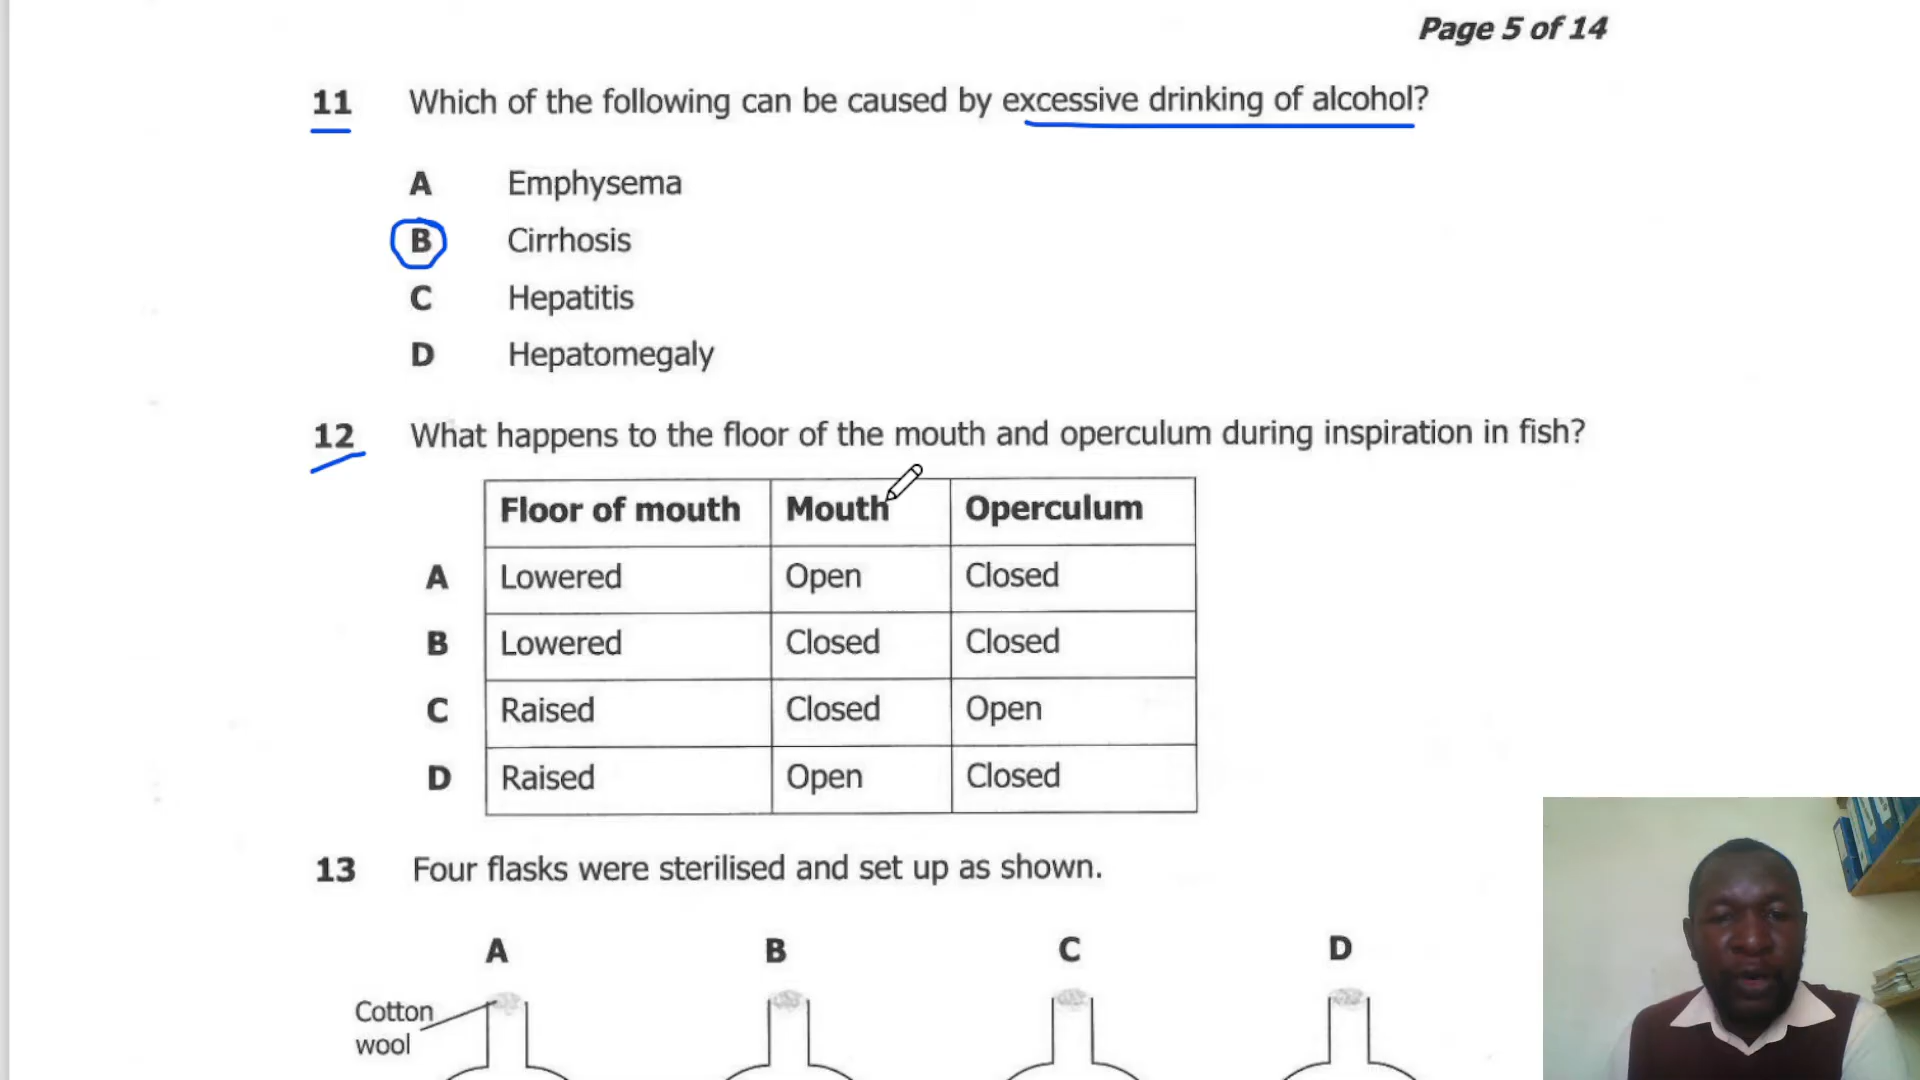 Page 5 of 14
11 Which of the following can be caused by excessive drinking of alcohol?
A Emphysema
B Cirrhosis
C Hepatitis
D Hepatomegaly
12 What happens to the floor of the mouth and operculum during inspiration in fish?
Floor of mouth Mouth Operculum
A Lowered Open Closed
B Lowered Closed Closed
C Raised Closed Open
D Raised Open Closed
13 Four flasks were sterilised and set up as shown.
A B C D
Cotton
wool